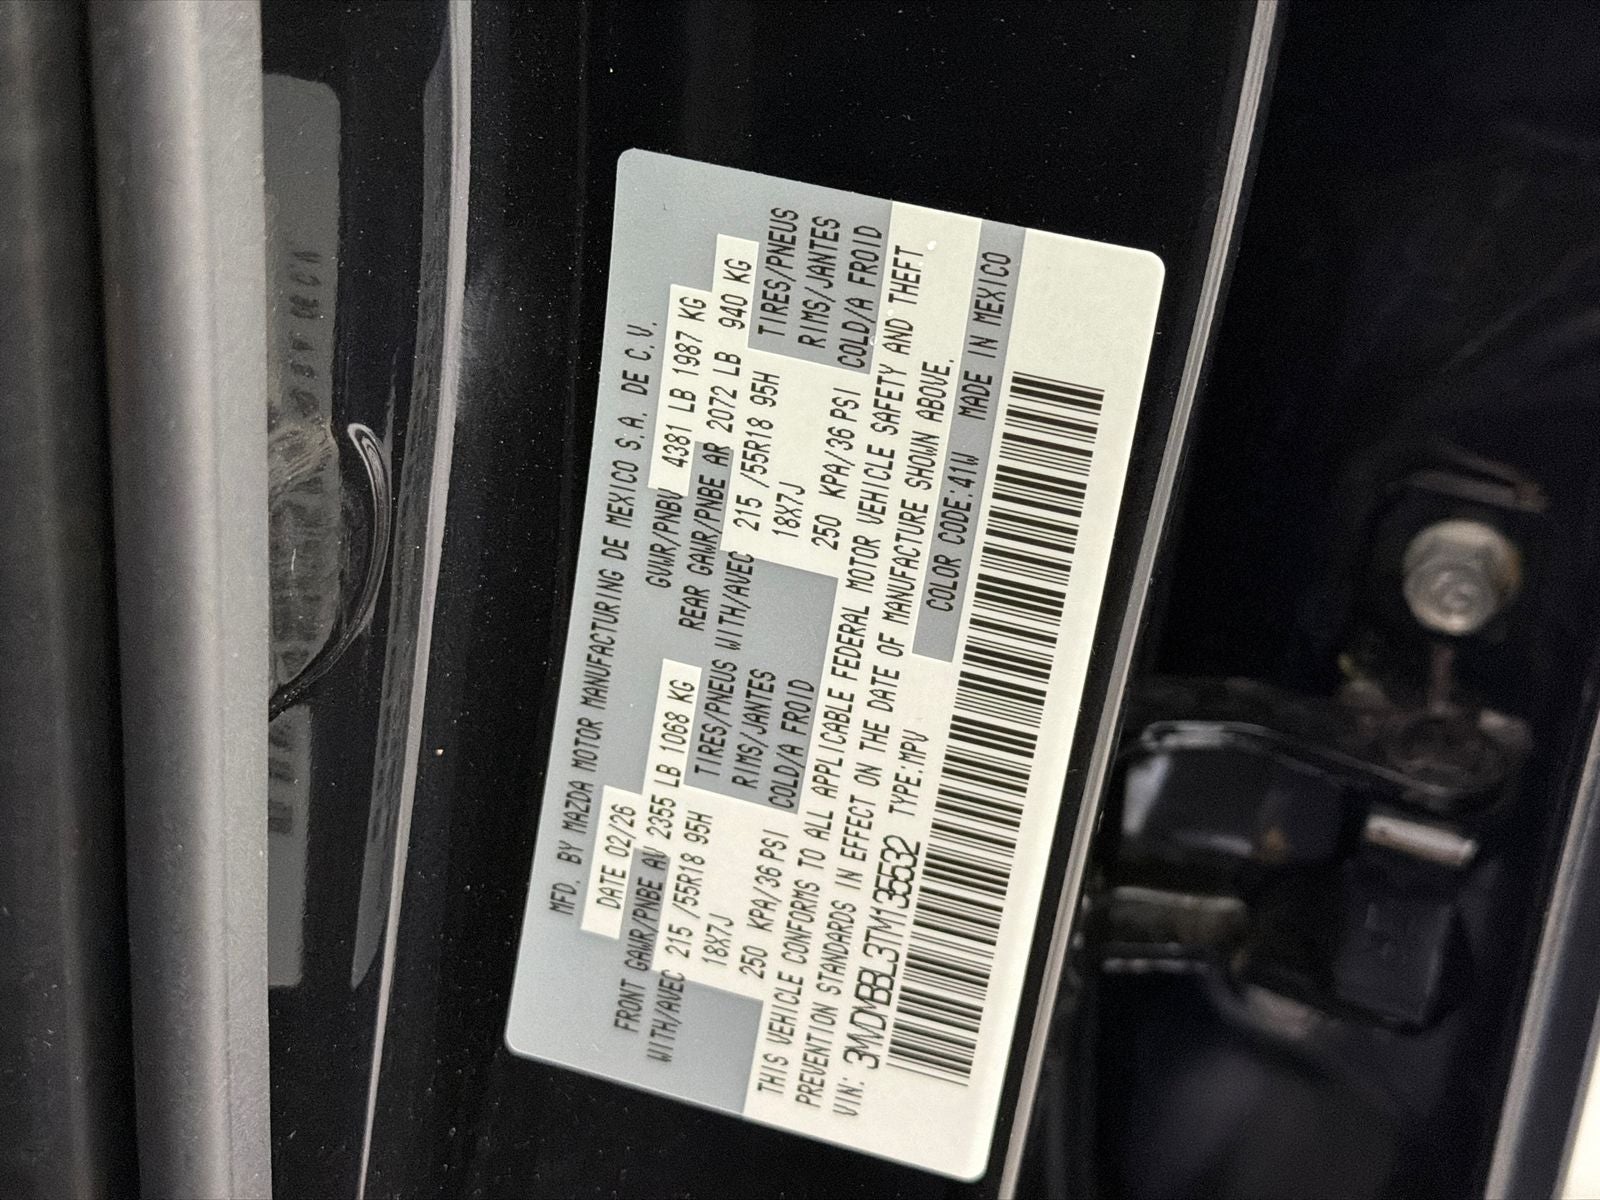 MFD. BY MAZDA MOTOR MANUFACTURING DE MEXICO S.A. DE C.V.
DATE 02/26 GVWR/PNBV 4381 LB 1987 KG
FRONT GAWR/PNBE AV 2355 LB 1068 KG REAR GAWR/PNBE AR 2072 LB 940 KG
WITH/AVEC 215 /55R18 95H TIRES/PNEUS WITH/AVEC 215 /55R18 95H TIRES/PNEUS
18X7J RIMS/JANTES 18X7J RIMS/JANTES
250 KPA/36 PSI COLD/A FROID 250 KPA/36 PSI COLD/A FROID
THIS VEHICLE CONFORMS TO ALL APPLICABLE FEDERAL MOTOR VEHICLE SAFETY AND THEFT
PREVENTION STANDARDS IN EFFECT ON THE DATE OF MANUFACTURE SHOWN ABOVE.
VIN: 3MVDMBBL3TM135532 TYPE:MPV COLOR CODE:41W MADE IN MEXICO